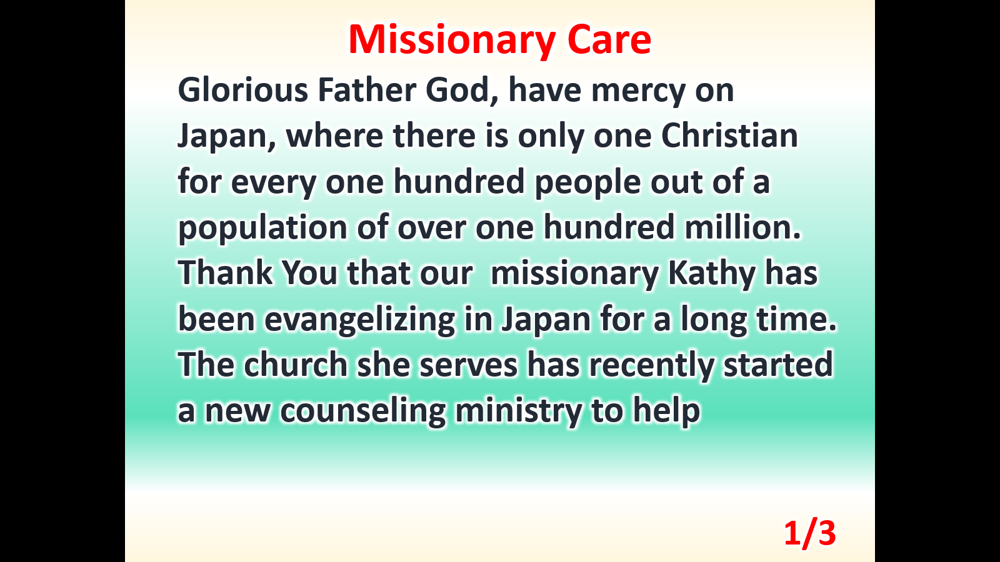 Missionary Care
Glorious Father God, have mercy on
Japan, where there is only one Christian
for every one hundred people out of a
population of over one hundred million.
Thank You that our  missionary Kathy has
been evangelizing in Japan for a long time.
The church she serves has recently started
a new counseling ministry to help
1/3